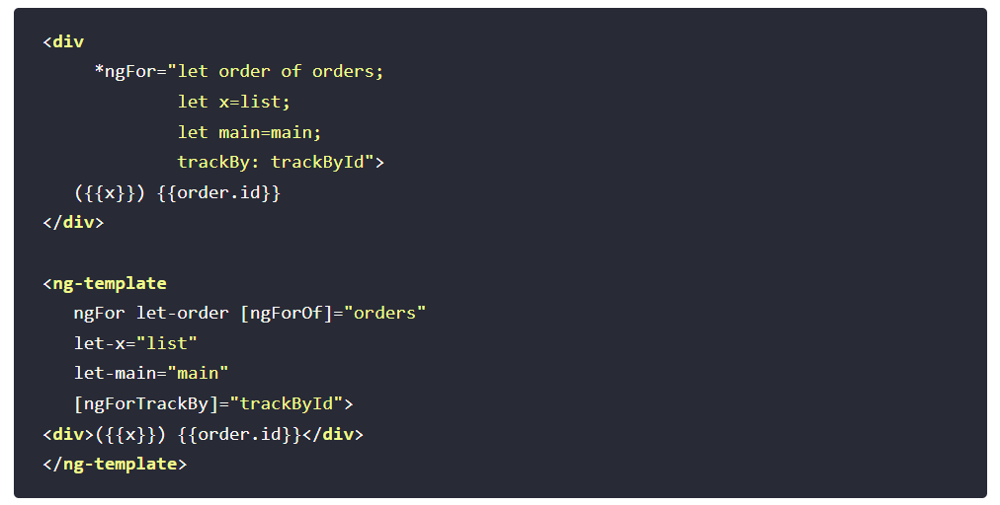 <div
*ngFor="let order of orders;
let x=list;
let main=main;
trackBy: trackById">
({{x}}) {{order.id}}
</div>
<ng-template
ngFor let-order [ngForOf]="orders"
let-x="list"
let-main="main"
[ngForTrackBy]="trackById">
<div>({{x}}) {{order.id}}</div>
</ng-template>